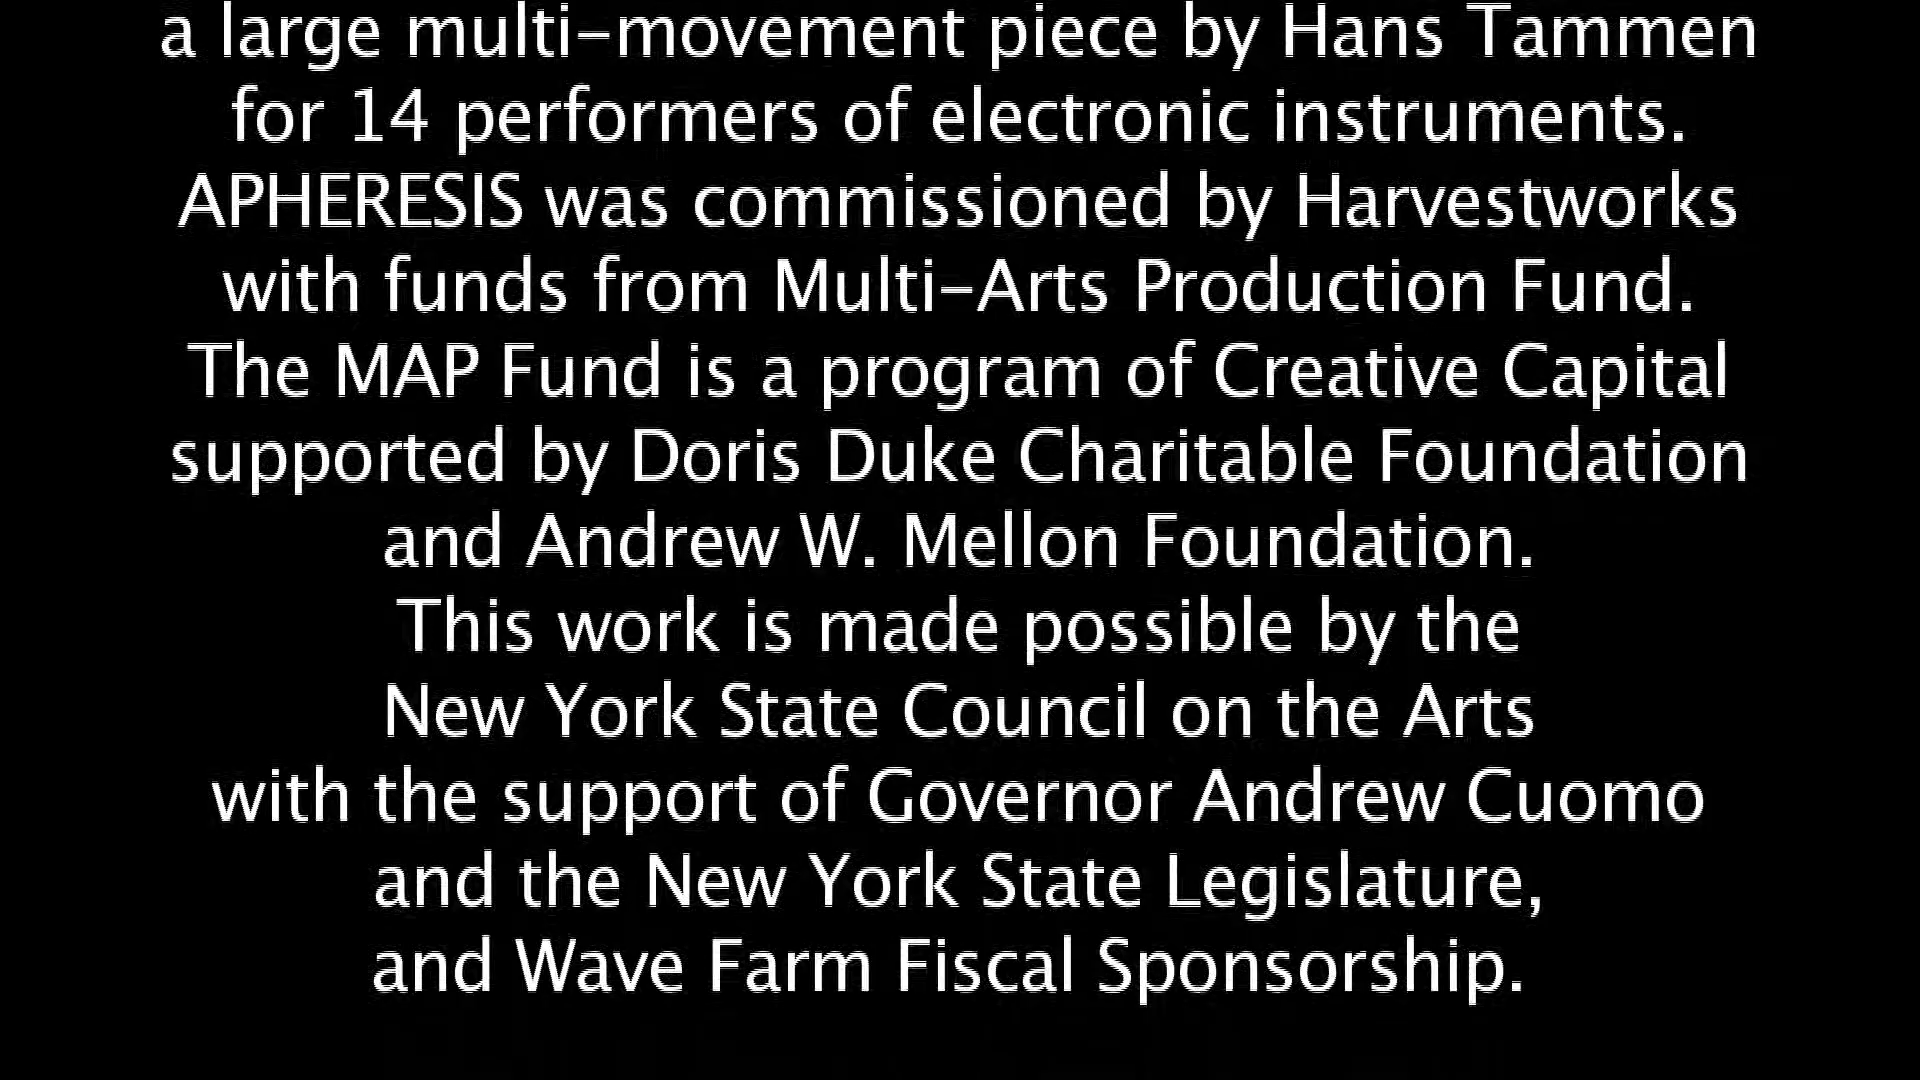 a large multi-movement piece by Hans Tammen
for 14 performers of electronic instruments.
APHERESIS was commissioned by Harvestworks
with funds from Multi-Arts Production Fund.
The MAP Fund is a program of Creative Capital
supported by Doris Duke Charitable Foundation
and Andrew W. Mellon Foundation.
This work is made possible by the
New York State Council on the Arts
with the support of Governor Andrew Cuomo
and the New York State Legislature,
and Wave Farm Fiscal Sponsorship.